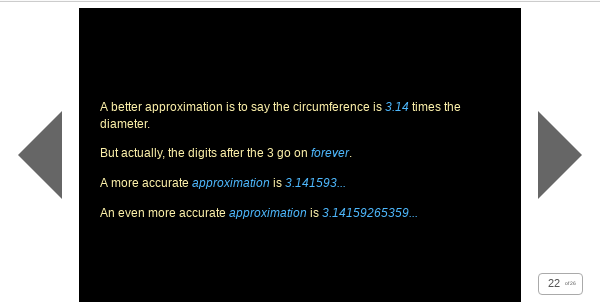 A better approximation is to say the circumference is 3.14 times the
diameter.
But actually, the digits after the 3 go on forever.
A more accurate approximation is 3.141593...
An even more accurate approximation is 3.14159265359...
22 of 26